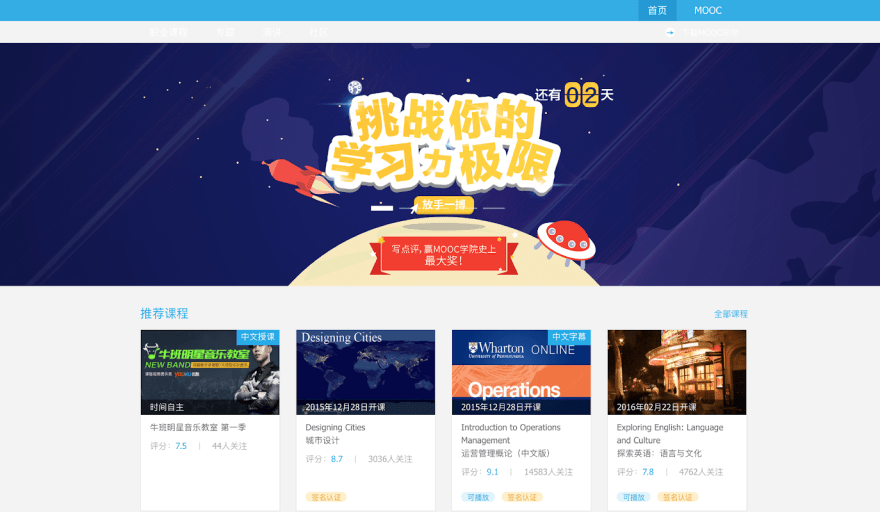 首页 MOOC
职业课程
社区
还有02天
挑战你的
学习力极限
放手一搏
写点评，赢MOOC学院史上
最大奖！
推荐课程
全部课程
中文授课
牛班明星音乐教室
NEW BAND
时间自主
牛班明星音乐教室 第一季
评分：7.5 | 44人关注
Designing Cities
2015年12月28日开课
Designing Cities
城市设计
评分：8.7 | 3036人关注
签名认证
中文字幕
Wharton
UNIVERSITY of PENNSYLVANIA
ONLINE
Operations
2015年12月28日开课
Introduction to Operations
Management
运营管理概论（中文版）
评分：9.1 | 14583人关注
可播放 签名认证
2016年02月22日开课
Exploring English: Language
and Culture
探索英语：语言与文化
评分：7.8 | 4762人关注
可播放 签名认证